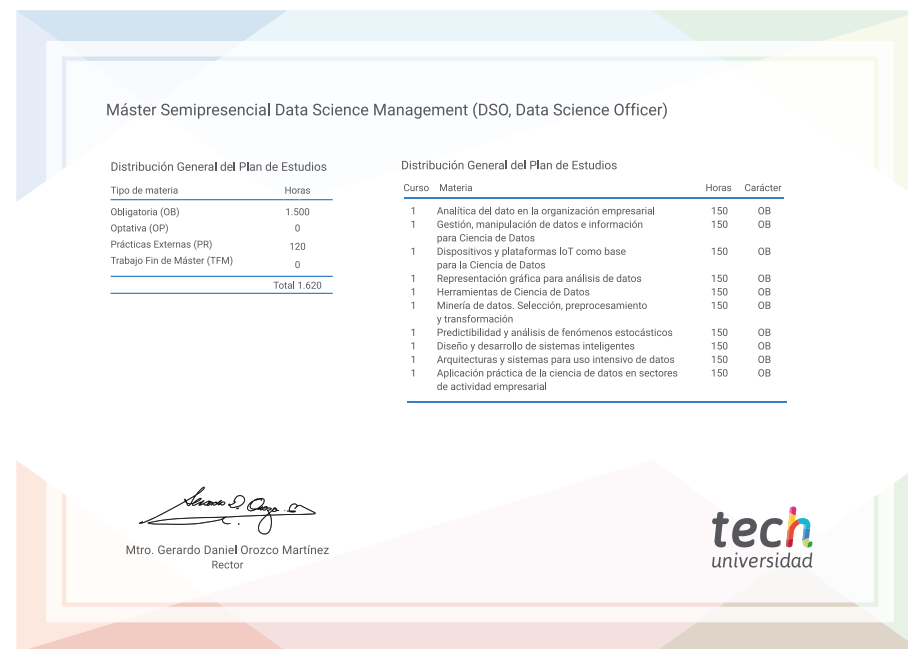 Máster Semipresencial Data Science Management (DSO, Data Science Officer)
Distribución General del Plan de Estudios
Tipo de materia Horas
Obligatoria (OB) 1.500
Optativa (OP) 0
Prácticas Externas (PR) 120
Trabajo Fin de Máster (TFM) 0
Total 1.620
Distribución General del Plan de Estudios
Curso Materia Horas Carácter
1 Analítica del dato en la organización empresarial 150 OB
1 Gestión, manipulación de datos e información 150 OB
para Ciencia de Datos
1 Dispositivos y plataformas IoT como base 150 OB
para la Ciencia de Datos
1 Representación gráfica para análisis de datos 150 OB
1 Herramientas de Ciencia de Datos 150 OB
1 Minería de datos. Selección, preprocesamiento 150 OB
y transformación
1 Predictibilidad y análisis de fenómenos estocásticos 150 OB
1 Diseño y desarrollo de sistemas inteligentes 150 OB
1 Arquitecturas y sistemas para uso intensivo de datos 150 OB
1 Aplicación práctica de la ciencia de datos en sectores 150 OB
de actividad empresarial
Mtro. Gerardo Daniel Orozco Martínez
Rector
tech
universidad